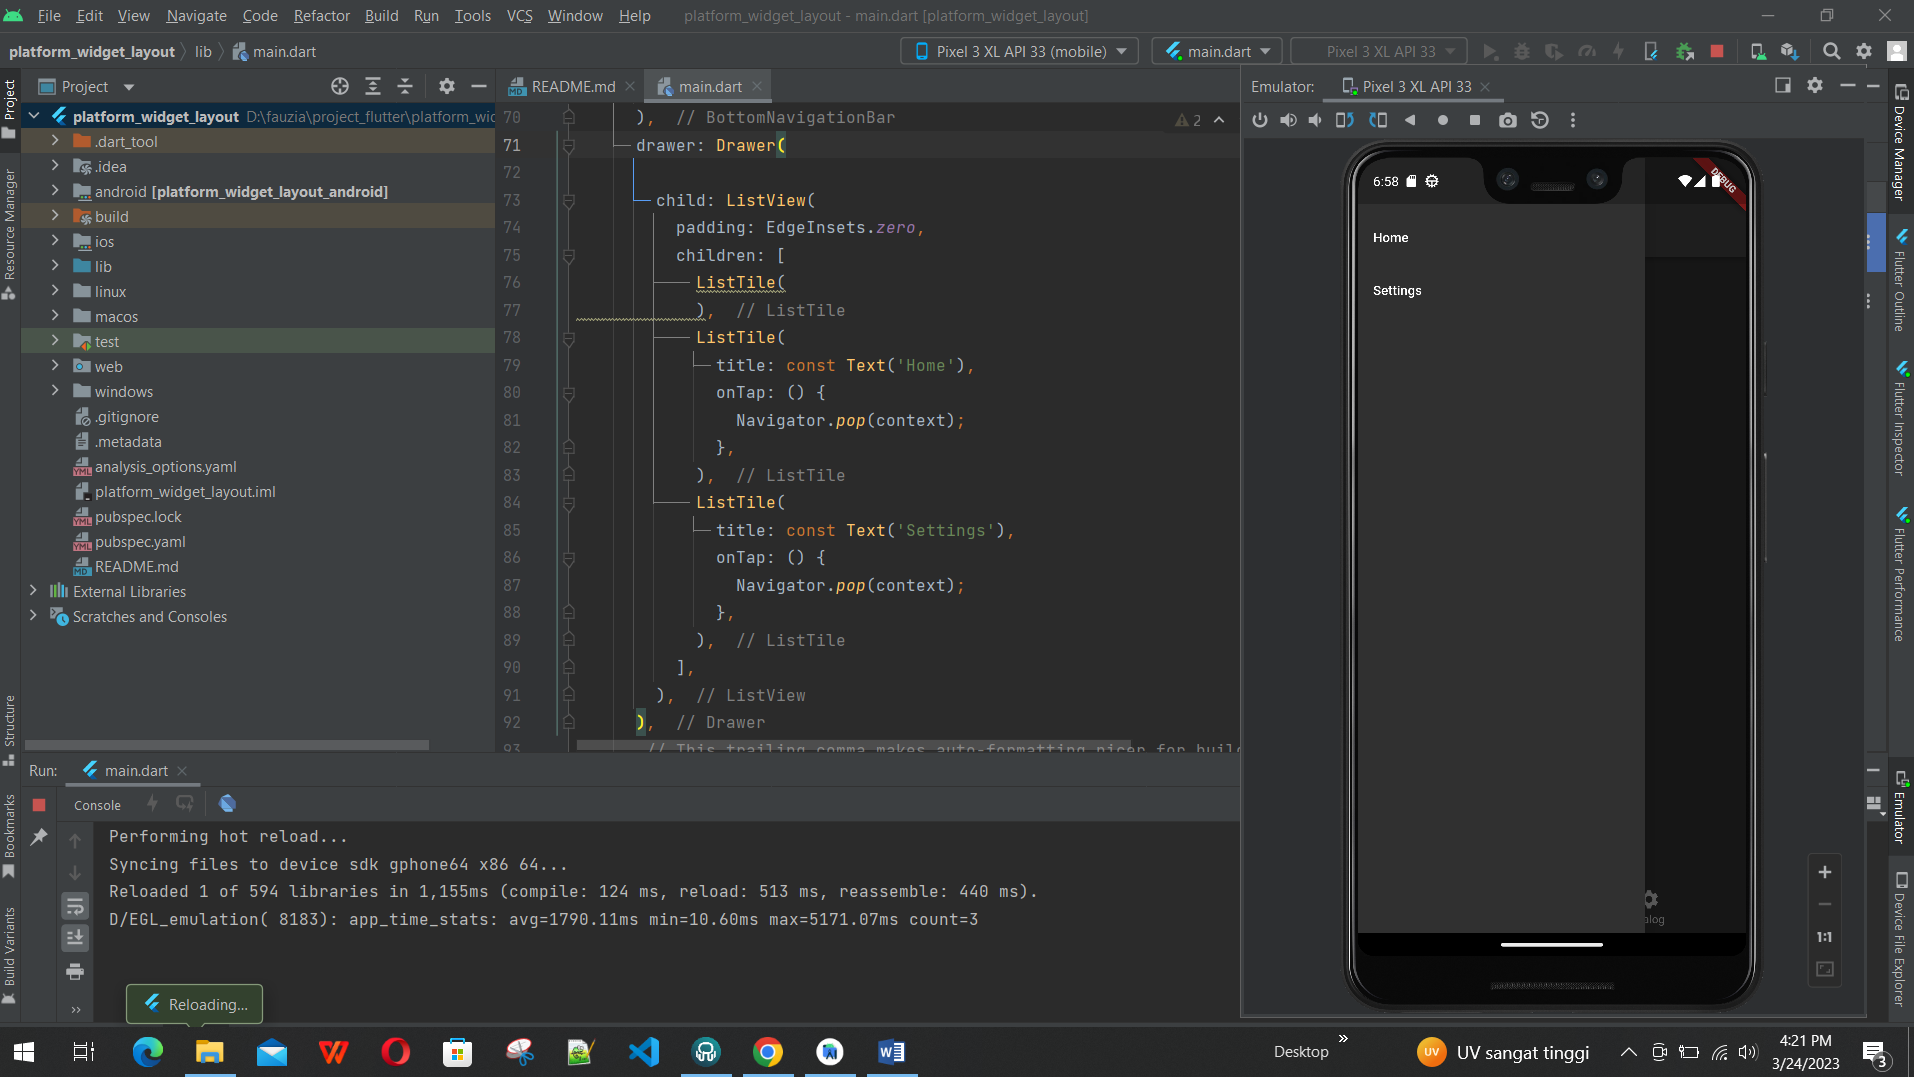 File Edit View Navigate Code Refactor Build Run Tools VCS Window Help platform_widget_layout - main.dart [platform_widget_layout]
platform_widget_layout lib main.dart
Pixel 3 XL API 33 (mobile) main.dart Pixel 3 XL API 33
Project
README.md main.dart
Emulator: Pixel 3 XL API 33
platform_widget_layout D:\fauzia\project_flutter\platform_wic
.dart_tool
.idea
android [platform_widget_layout_android]
build
ios
lib
linux
macos
test
web
windows
.gitignore
.metadata
analysis_options.yaml
platform_widget_layout.iml
pubspec.lock
pubspec.yaml
README.md
External Libraries
Scratches and Consoles
Project
Resource Manager
Structure
Bookmarks
Build Variants
2
70 ), // BottomNavigationBar
71 drawer: Drawer(
72
73 child: ListView(
74 padding: EdgeInsets.zero,
75 children: [
76 ListTile(
77 ), // ListTile
78 ListTile(
79 title: const Text('Home'),
80 onTap: () {
81 Navigator.pop(context);
82 },
83 ), // ListTile
84 ListTile(
85 title: const Text('Settings'),
86 onTap: () {
87 Navigator.pop(context);
88 },
89 ), // ListTile
90 ],
91 ), // ListView
92 ), // Drawer
93 // This trailing comma makes auto-formatting nicer for build
6:58
DEBUG
Home
Settings
alog
1:1
Device Manager
Flutter Outline
Flutter Inspector
Flutter Performance
Emulator
Device File Explorer
Run: main.dart
Console
Performing hot reload...
Syncing files to device sdk gphone64 x86 64...
Reloaded 1 of 594 libraries in 1,155ms (compile: 124 ms, reload: 513 ms, reassemble: 440 ms).
D/EGL_emulation( 8183): app_time_stats: avg=1790.11ms min=10.60ms max=5171.07ms count=3
Reloading...
Desktop
UV UV sangat tinggi
4:21 PM
3/24/2023
3